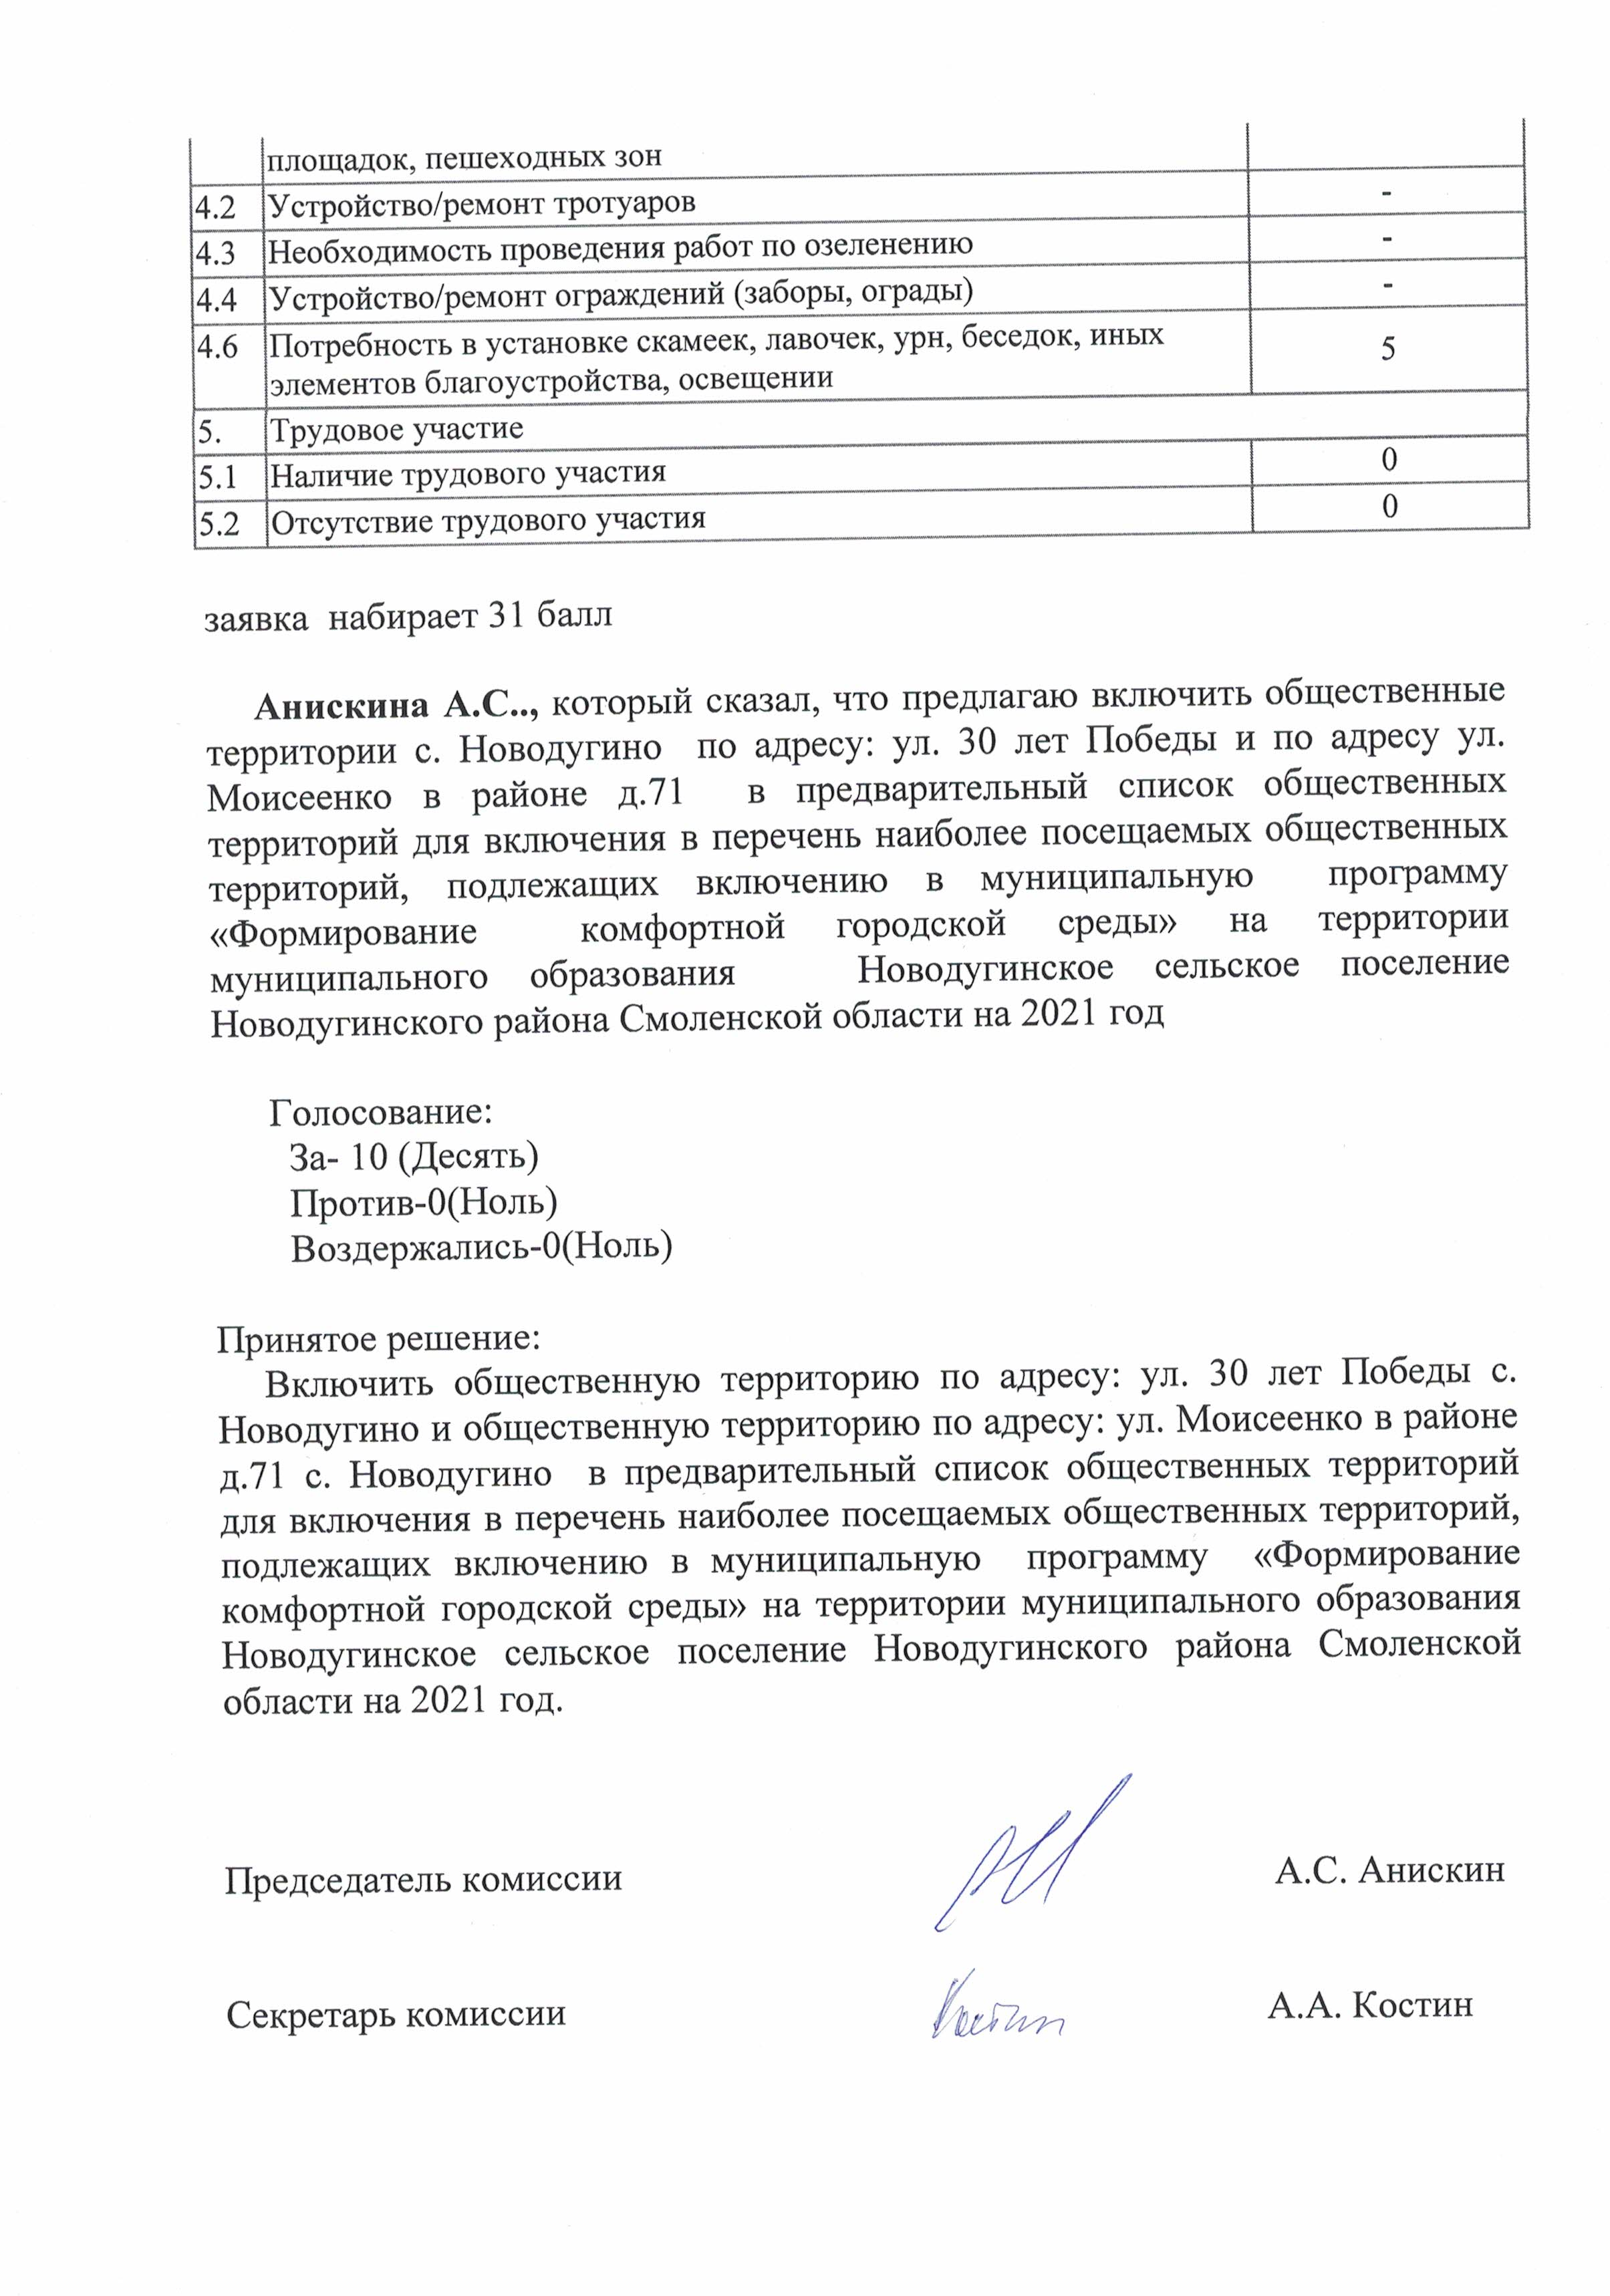 площадок, пешеходных зон
4.2 Устройство/ремонт тротуаров -
4.3 Необходимость проведения работ по озеленению -
4.4 Устройство/ремонт ограждений (заборы, ограды) -
4.6 Потребность в установке скамеек, лавочек, урн, беседок, иных
элементов благоустройства, освещении 5
5. Трудовое участие
5.1 Наличие трудового участия 0
5.2 Отсутствие трудового участия 0
заявка набирает 31 балл
Анискина А.С.., который сказал, что предлагаю включить общественные
территории с. Новодугино по адресу: ул. 30 лет Победы и по адресу ул.
Моисеенко в районе д.71 в предварительный список общественных
территорий для включения в перечень наиболее посещаемых общественных
территорий, подлежащих включению в муниципальную программу
«Формирование комфортной городской среды» на территории
муниципального образования Новодугинское сельское поселение
Новодугинского района Смоленской области на 2021 год
Голосование:
За- 10 (Десять)
Против-0(Ноль)
Воздержались-0(Ноль)
Принятое решение:
Включить общественную территорию по адресу: ул. 30 лет Победы с.
Новодугино и общественную территорию по адресу: ул. Моисеенко в районе
д.71 с. Новодугино в предварительный список общественных территорий
для включения в перечень наиболее посещаемых общественных территорий,
подлежащих включению в муниципальную программу «Формирование
комфортной городской среды» на территории муниципального образования
Новодугинское сельское поселение Новодугинского района Смоленской
области на 2021 год.
Председатель комиссии А.С. Анискин
Секретарь комиссии Костин А.А. Костин